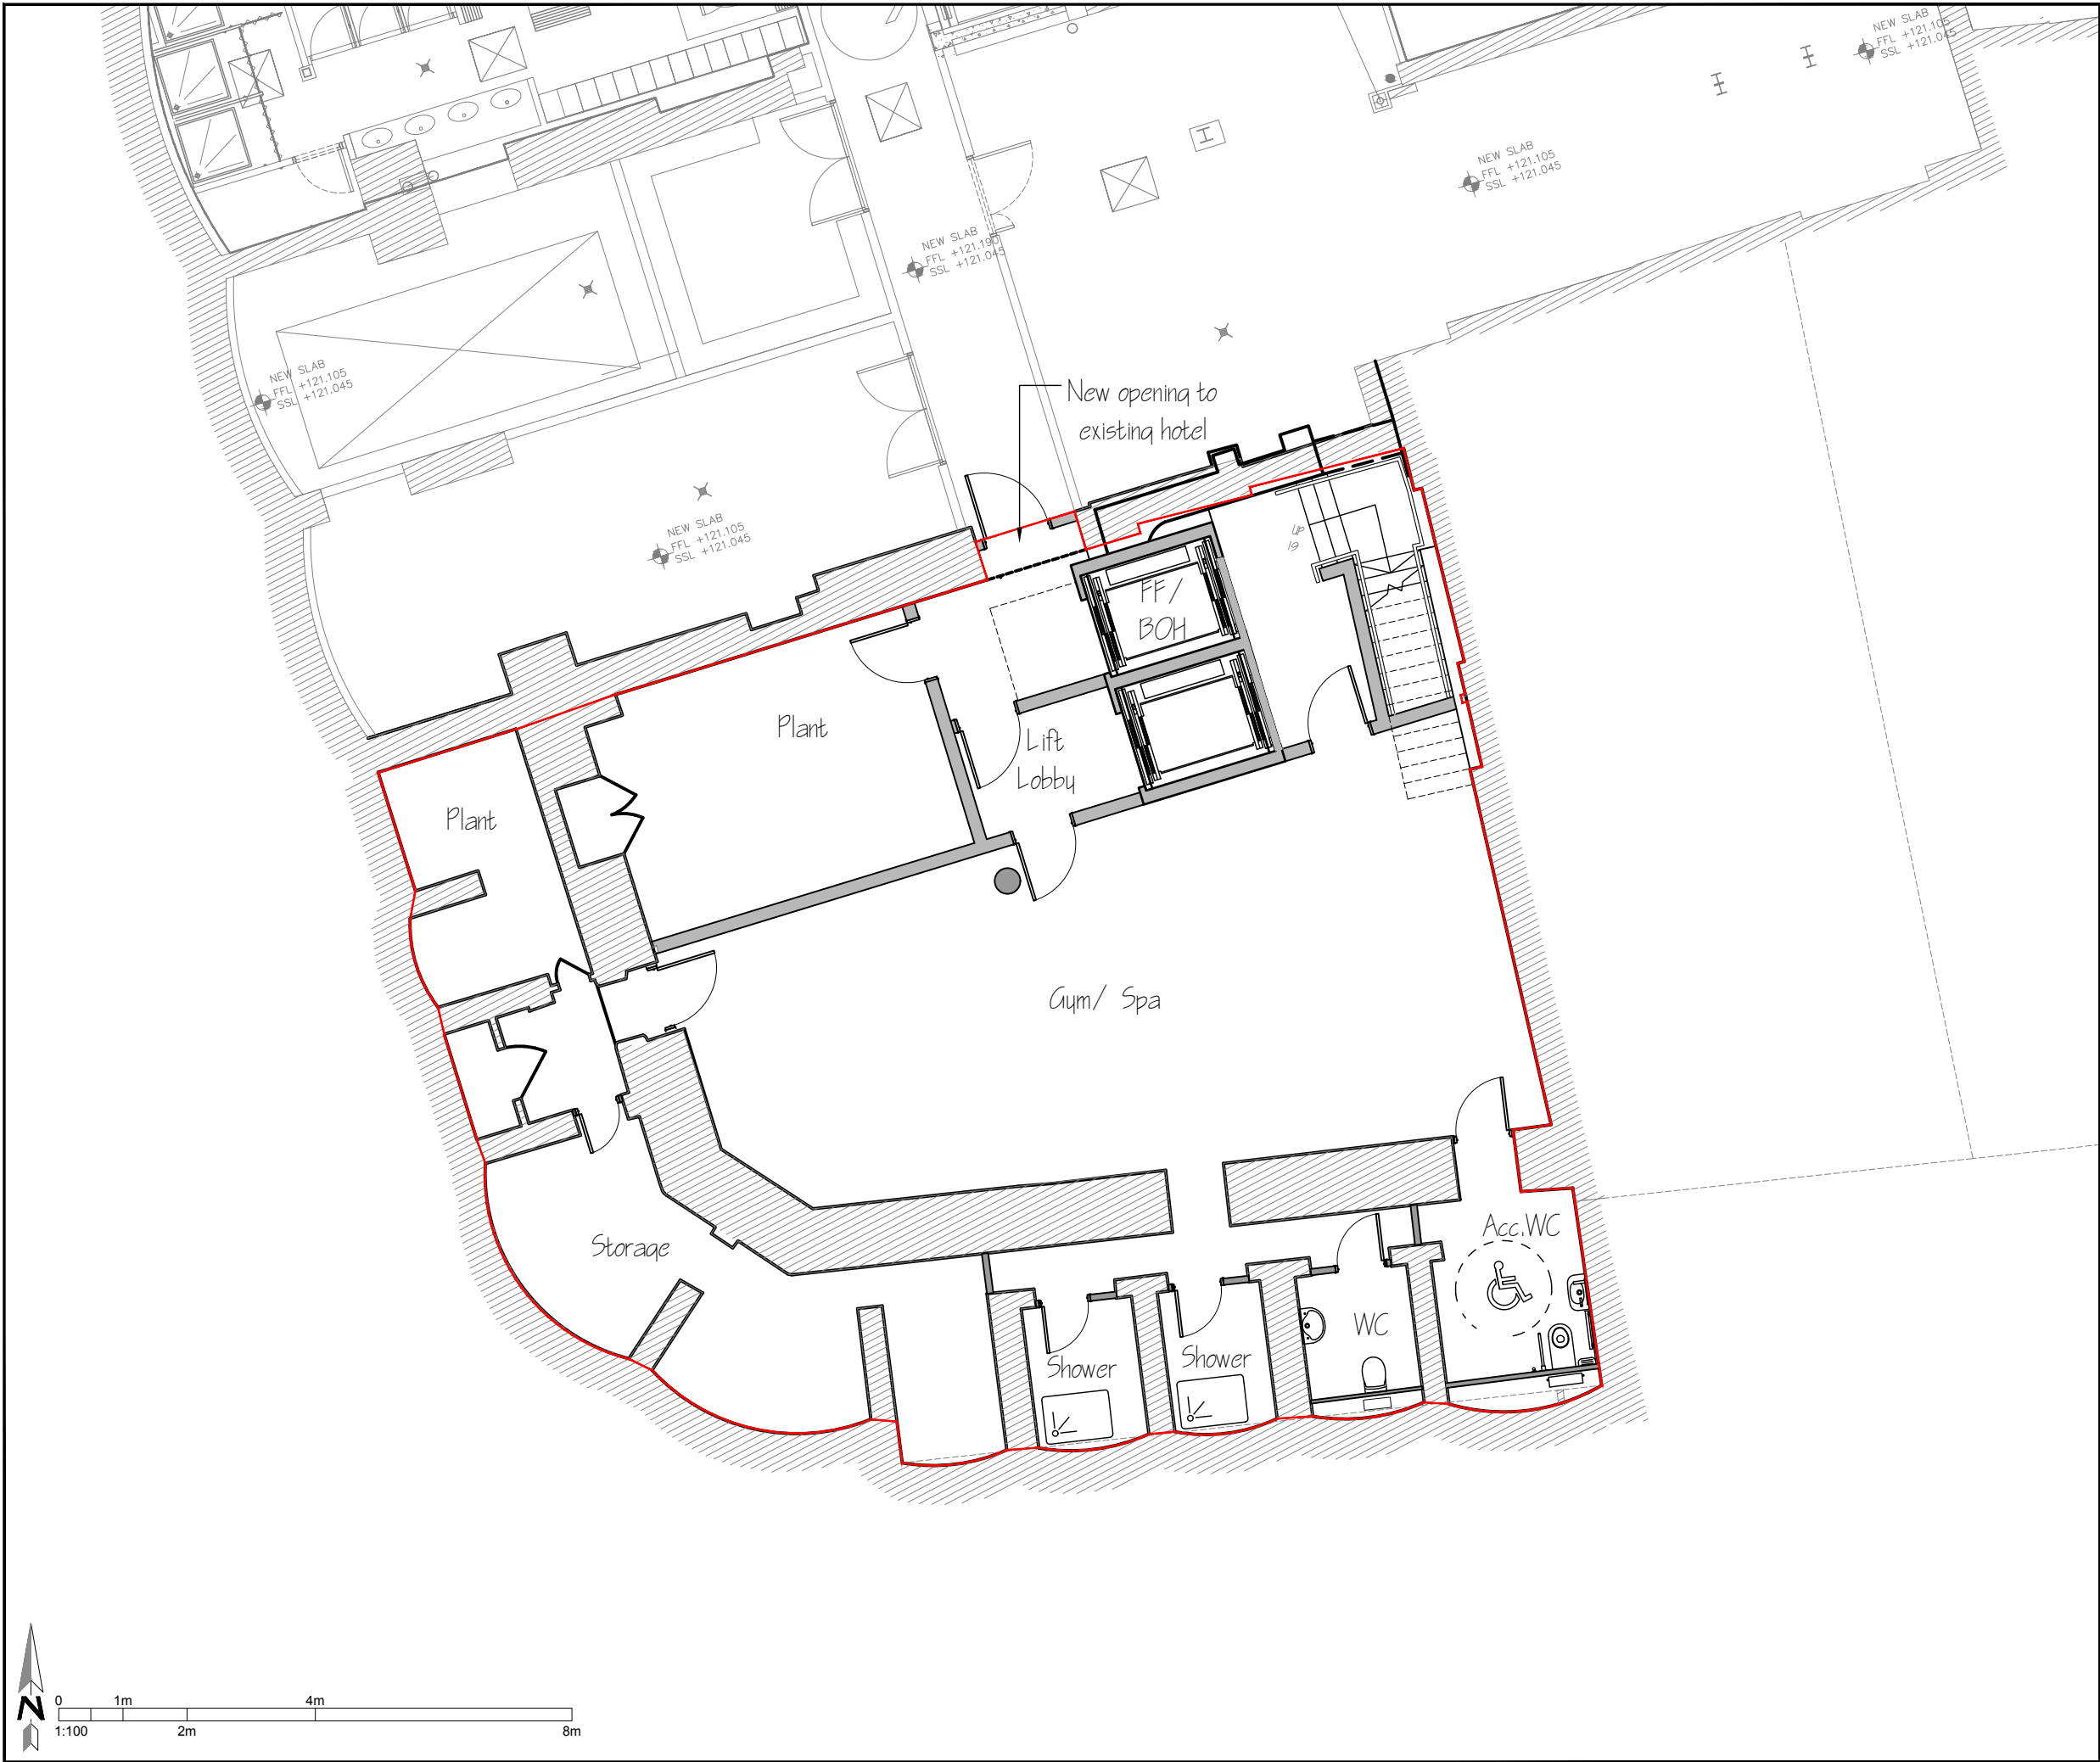 NEW SLAB
FFL +121.105
SSL +121.045
NEW SLAB
FFL +121.105
SSL +121.045
NEW SLAB
FFL +121.190
SSL +121.045
NEW SLAB
FFL +121.105
SSL +121.045
New opening to
existing hotel
NEW SLAB
FFL +121.105
SSL +121.045
UP
19
FF/
BOH
Plant
Lift
Lobby
Plant
Gym/ Spa
Storage
Acc.WC
WC
Shower
Shower
N
0
1m
4m
1:100
2m
8m